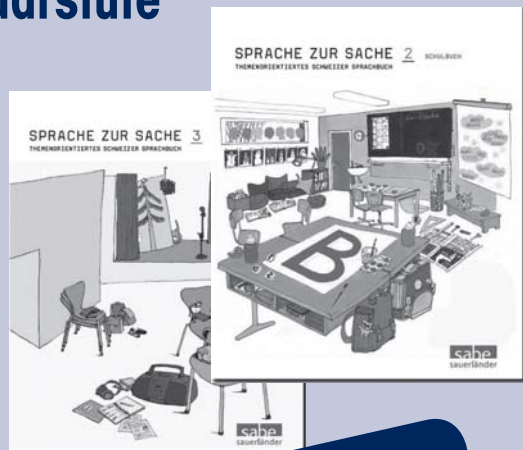 SPRACHE ZUR SACHE 2 SCHULBUCH
THEMENORIENTIERTES SCHWEIZER SPRACHBUCH
B
sabe
sauerländer
SPRACHE ZUR SACHE 3
THEMENORIENTIERTES SCHWEIZER SPRACHBUCH
sabe
sauerländer